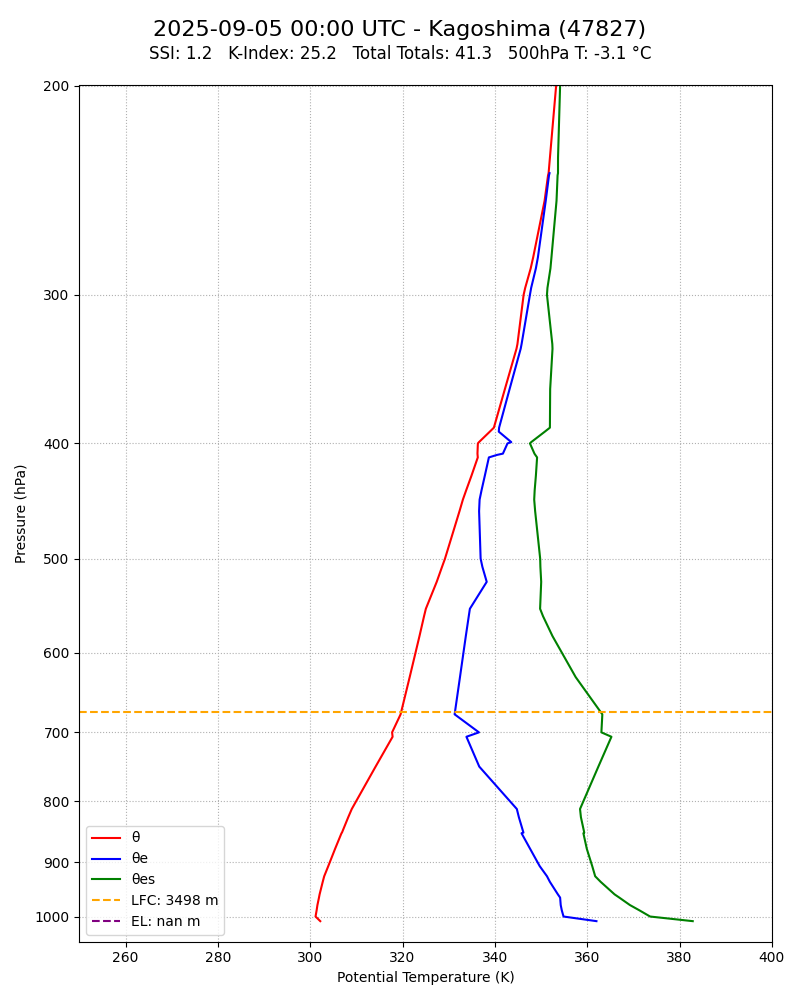 2025-09-05 00:00 UTC - Kagoshima (47827)
SSI: 1.2   K-Index: 25.2   Total Totals: 41.3   500hPa T: -3.1 °C
200
300
400
500
600
700
800
900
1000
Pressure (hPa)
θ
θe
θes
LFC: 3498 m
EL: nan m
260 280 300 320 340 360 380 400
Potential Temperature (K)